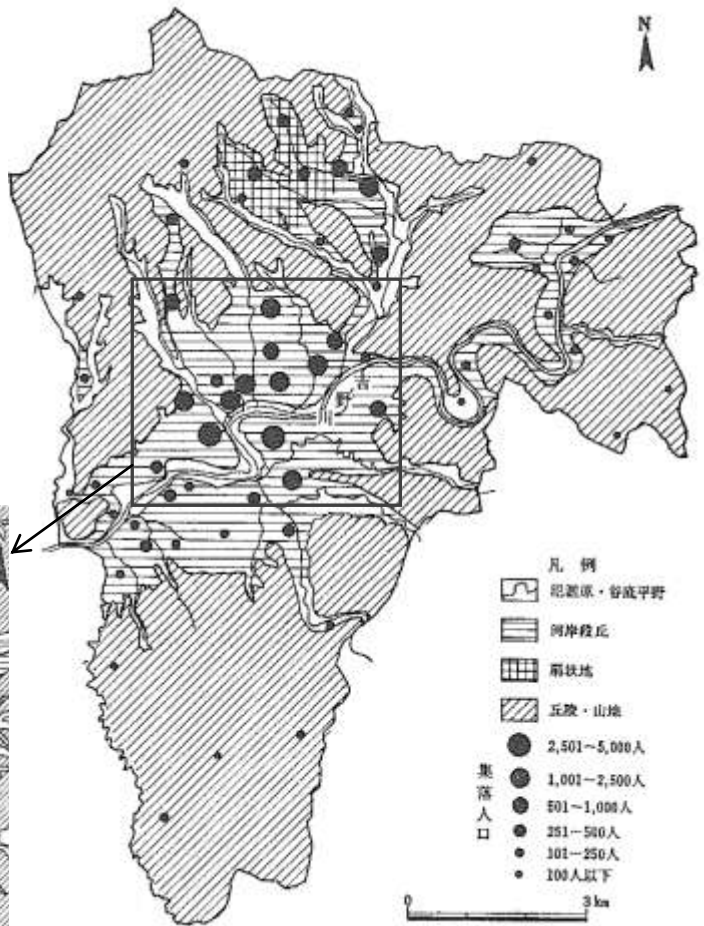 N
吉
野
川
凡例
氾濫原・谷底平野
河岸段丘
扇状地
丘陵・山地
集落人口
2,501~5,000人
1,001~2,500人
501~1,000人
251~500人
101~250人
100人以下
0 3km